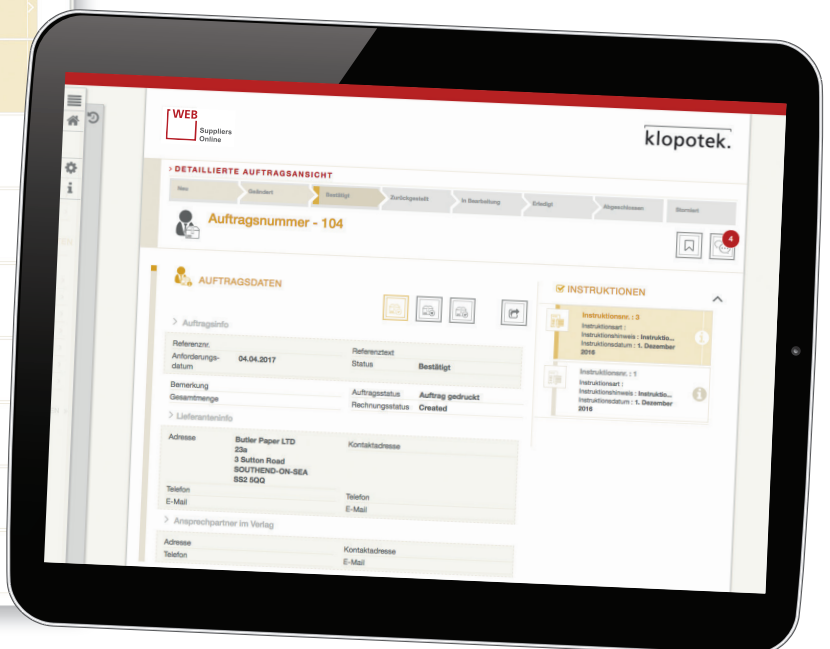 WEB
Suppliers
Online
klopotek.
> DETAILLIERTE AUFTRAGSANSICHT
Neu
Geändert
Bestätigt
Zurückgestellt
In Bearbeitung
Erledigt
Abgeschlossen
Storniert
Auftragsnummer - 104
4
AUFTRAGSDATEN
> Auftragsinfo
Referenznr.
Referenztext
Anforderungs-
datum
04.04.2017
Status
Bestätigt
Bemerkung
Auftragsstatus
Auftrag gedruckt
Gesamtmenge
Rechnungsstatus
Created
> Lieferanteninfo
Adresse
Butler Paper LTD
23a
3 Sutton Road
SOUTHEND-ON-SEA
SS2 5QQ
Kontaktadresse
Telefon
Telefon
E-Mail
E-Mail
> Ansprechpartner im Verlag
Adresse
Kontaktadresse
Telefon
E-Mail
INSTRUKTIONEN
Instruktionsnr. : 3
Instruktionsart :
Instruktionshinweis : Instruktio...
Instruktionsdatum : 1. Dezember
2016
Instruktionsnr. : 1
Instruktionsart :
Instruktionshinweis : Instruktio...
Instruktionsdatum : 1. Dezember
2016